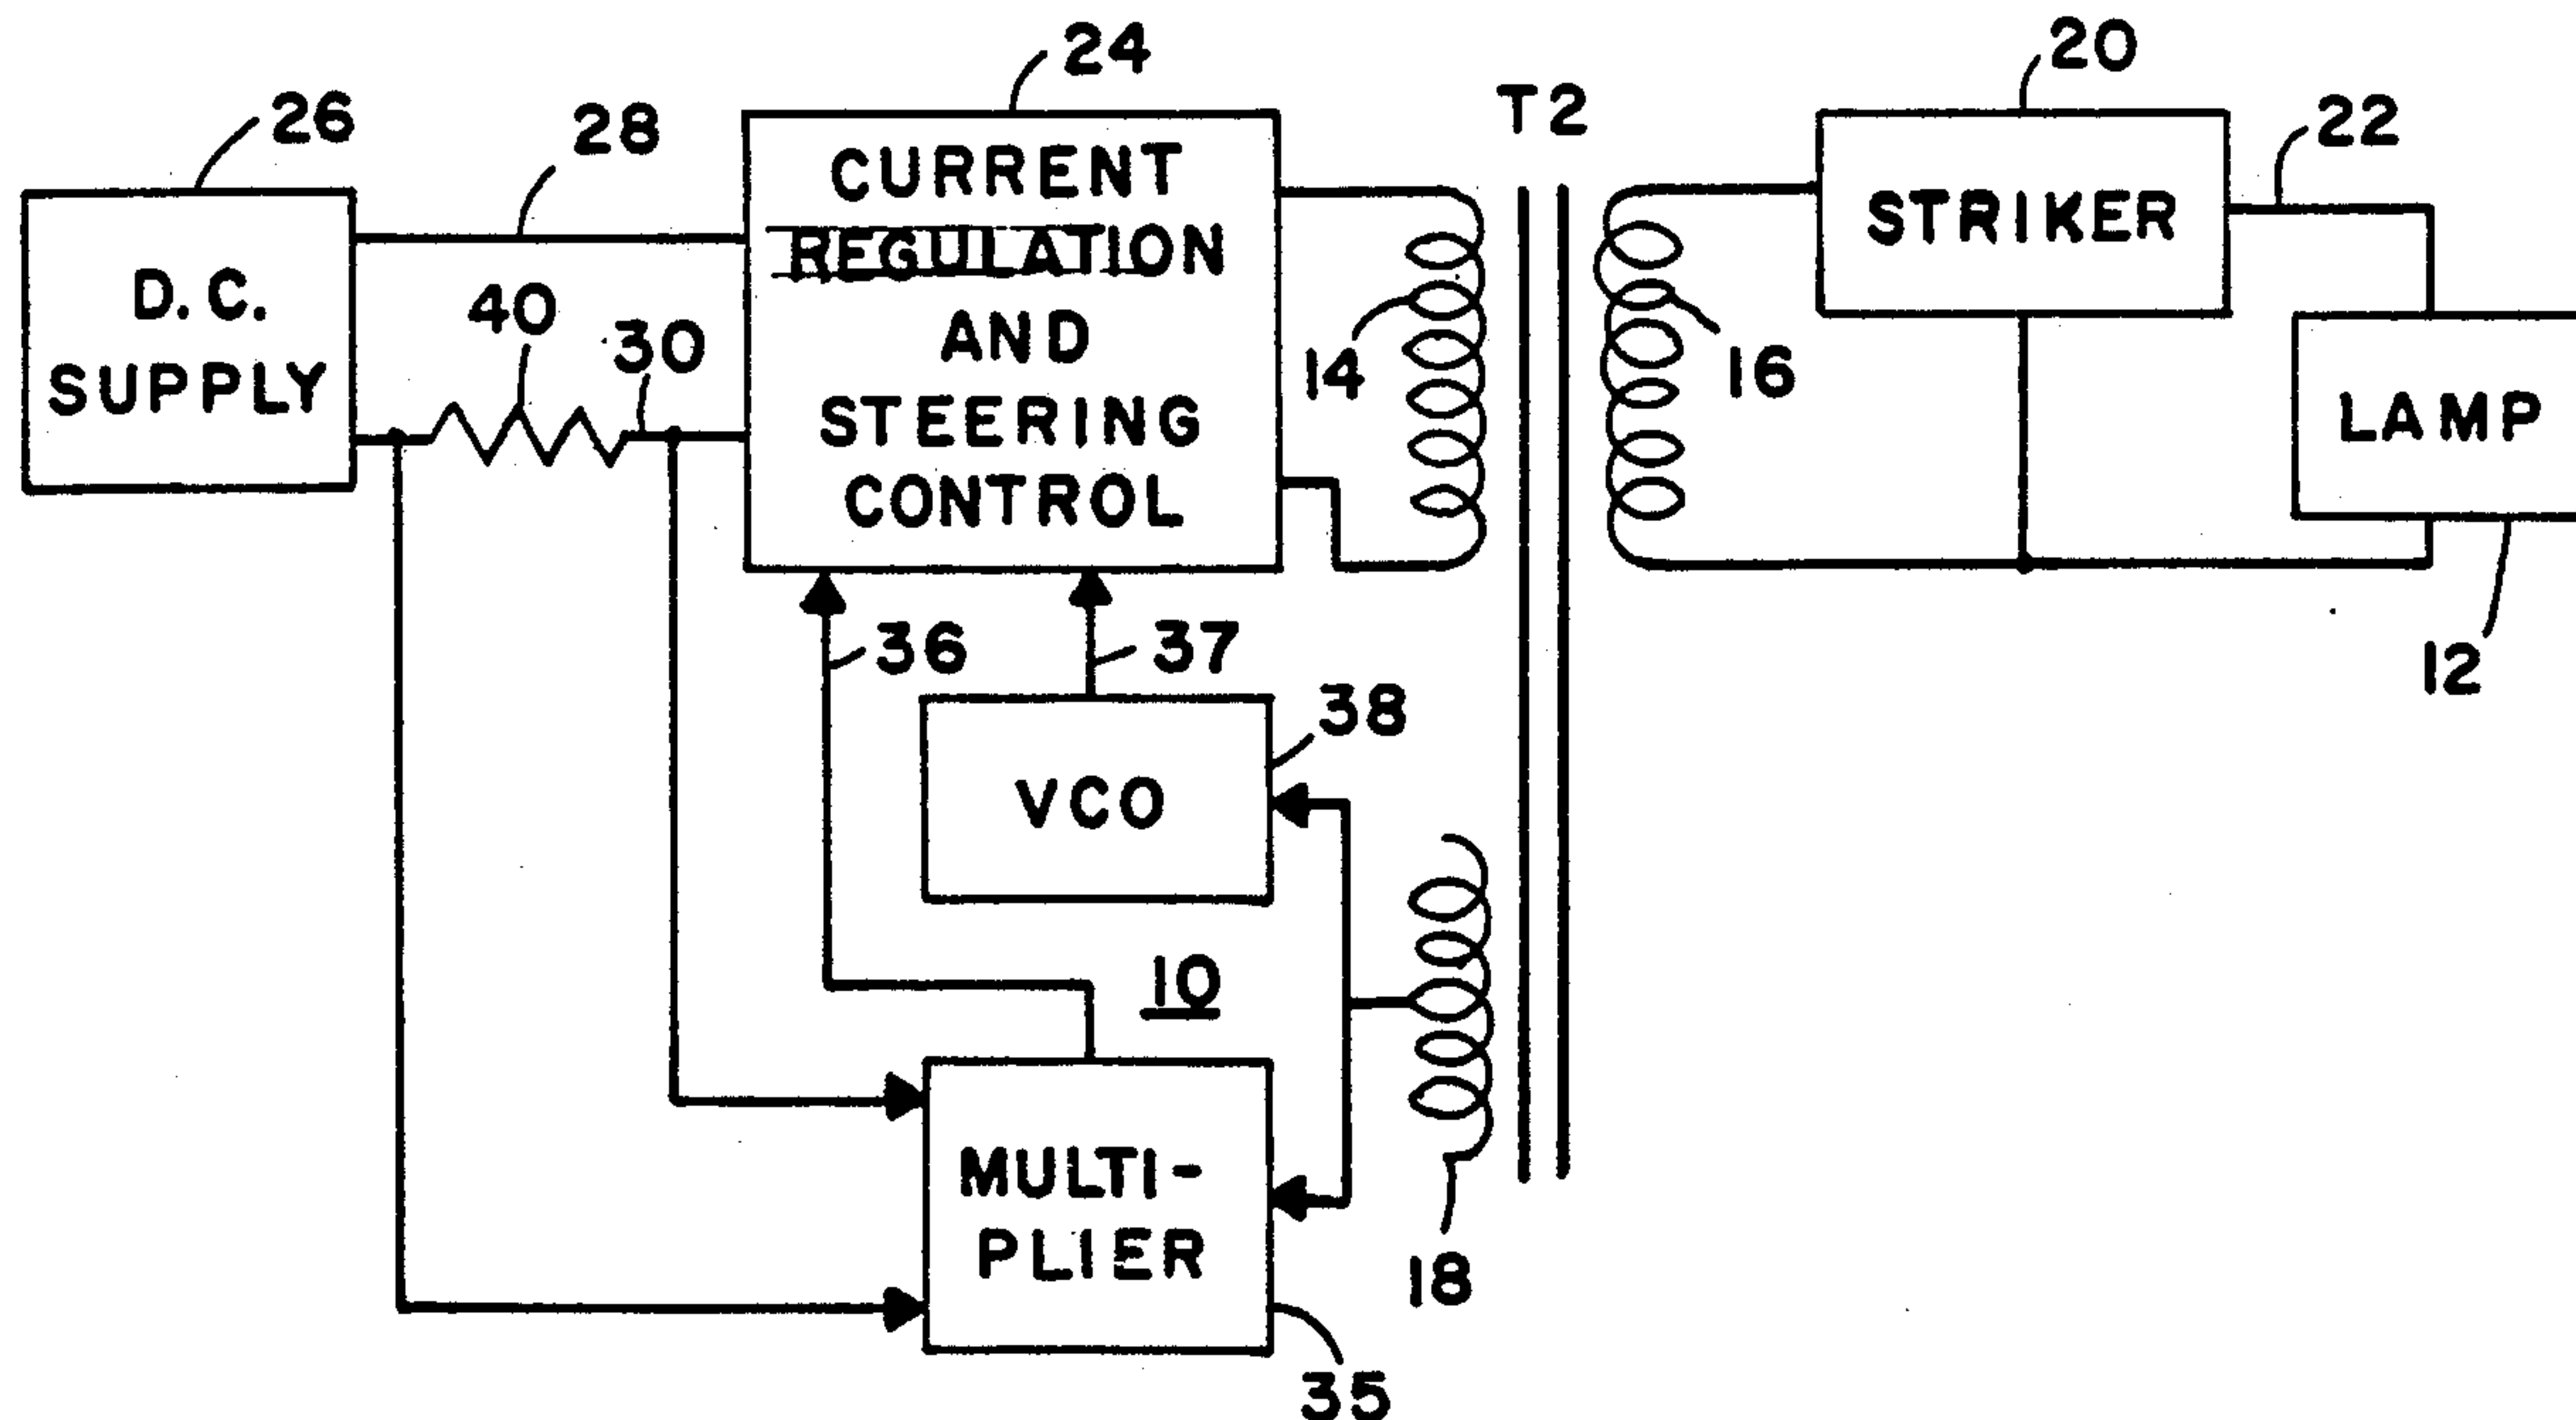 24
20
T2
26
28
22
CURRENT
REGULATION
AND
STEERING
CONTROL
STRIKER
D.C.
SUPPLY
40
30
14
16
LAMP
36
37
12
38
VCO
10
MULTI-
PLIER
18
35